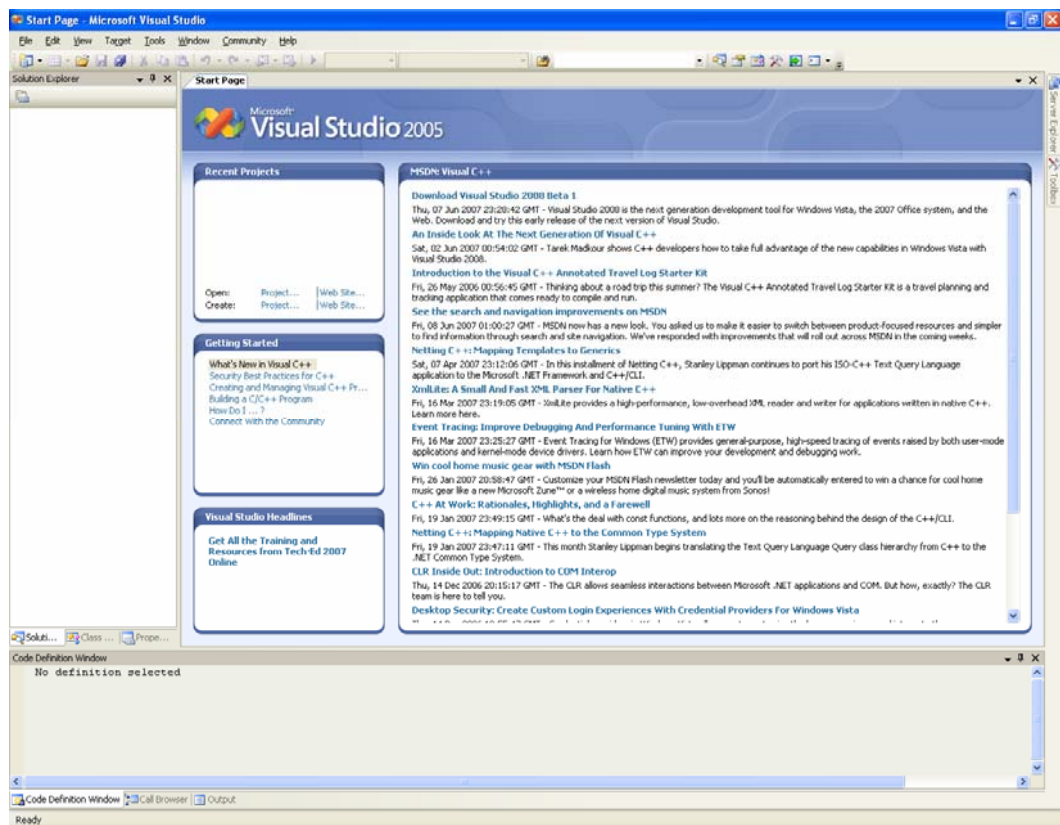 Start Page - Microsoft Visual Studio
File Edit View Target Tools Window Community Help
Solution Explorer
Start Page
Microsoft
Visual Studio 2005
Recent Projects
Open: Project... Web Site...
Create: Project... Web Site...
Getting Started
What's New in Visual C++
Security Best Practices for C++
Creating and Managing Visual C++ Pr...
Building a C/C++ Program
How Do I ... ?
Connect With the Community
Visual Studio Headlines
Get All the Training and
Resources from Tech·Ed 2007
Online
MSDN: Visual C++
Download Visual Studio 2008 Beta 1
Thu, 07 Jun 2007 23:28:42 GMT - Visual Studio 2008 is the next generation development tool for Windows Vista, the 2007 Office system, and the
Web. Download and try this early release of the next version of Visual Studio.
An Inside Look At The Next Generation Of Visual C++
Sat, 02 Jun 2007 00:54:02 GMT - Tarek Madkour shows C++ developers how to take full advantage of the new capabilities in Windows Vista with
Visual Studio 2008.
Introduction to the Visual C++ Annotated Travel Log Starter Kit
Fri, 26 May 2006 00:56:45 GMT - Thinking about a road trip this summer? The Visual C++ Annotated Travel Log Starter Kit is a travel planning and
tracking application that comes ready to compile and run.
See the search and navigation improvements on MSDN
Fri, 08 Jun 2007 01:00:27 GMT - MSDN now has a new look. You asked us to make it easier to switch between product-focused resources and simpler
to find information through search and site navigation. We've responded with improvements that will roll out across MSDN in the coming weeks.
Netting C++: Mapping Templates to Generics
Sat, 07 Apr 2007 23:12:06 GMT - In this installment of Netting C++, Stanley Lippman continues to port his ISO-C++ Text Query Language
application to the Microsoft .NET Framework and C++/CLI.
XmlLite: A Small And Fast XML Parser For Native C++
Fri, 16 Mar 2007 23:19:05 GMT - XmlLite provides a high-performance, low-overhead XML reader and writer for applications written in native C++.
Learn more here.
Event Tracing: Improve Debugging And Performance Tuning With ETW
Fri, 16 Mar 2007 23:25:27 GMT - Event Tracing for Windows (ETW) provides general-purpose, high-speed tracing of events raised by both user-mode
applications and kernel-mode device drivers. Learn how ETW can improve your development and debugging work.
Win cool home music gear with MSDN Flash
Fri, 26 Jan 2007 20:58:47 GMT - Customize your MSDN Flash newsletter today and you'll be automatically entered to win a chance for cool home
music gear like a new Microsoft Zune™ or a wireless home digital music system from Sonos!
C++ At Work: Rationales, Highlights, and a Farewell
Fri, 19 Jan 2007 23:49:15 GMT - What's the deal with const functions, and lots more on the reasoning behind the design of the C++/CLI.
Netting C++: Mapping Native C++ to the Common Type System
Fri, 19 Jan 2007 23:47:11 GMT - This month Stanley Lippman begins translating the Text Query Language Query class hierarchy from C++ to the
.NET Common Type System.
CLR Inside Out: Introduction to COM Interop
Thu, 14 Dec 2006 20:15:17 GMT - The CLR allows seamless interactions between Microsoft .NET applications and COM. But how, exactly? The CLR
team is here to tell you.
Desktop Security: Create Custom Login Experiences With Credential Providers For Windows Vista
Server Explorer
Toolbox
Soluti... Class ... Prope...
Code Definition Window
No definition selected
Code Definition Window Call Browser Output
Ready